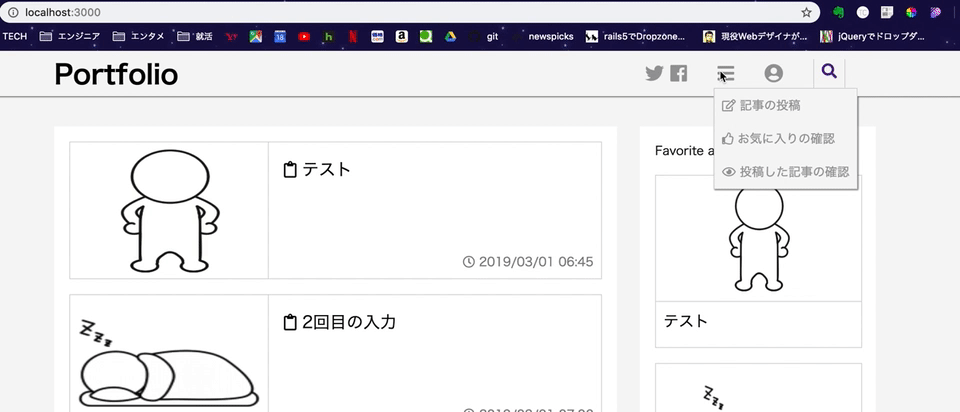 localhost:3000
TECH エンジニア エンタメ 就活 git newspicks rails5でDropzone... 現役Webデザイナが... jQueryでドロップダ...
Portfolio
記事の投稿
お気に入りの確認
投稿した記事の確認
Favorite a
テスト
2019/03/01 06:45
テスト
2回目の入力
Zzz
Zzz